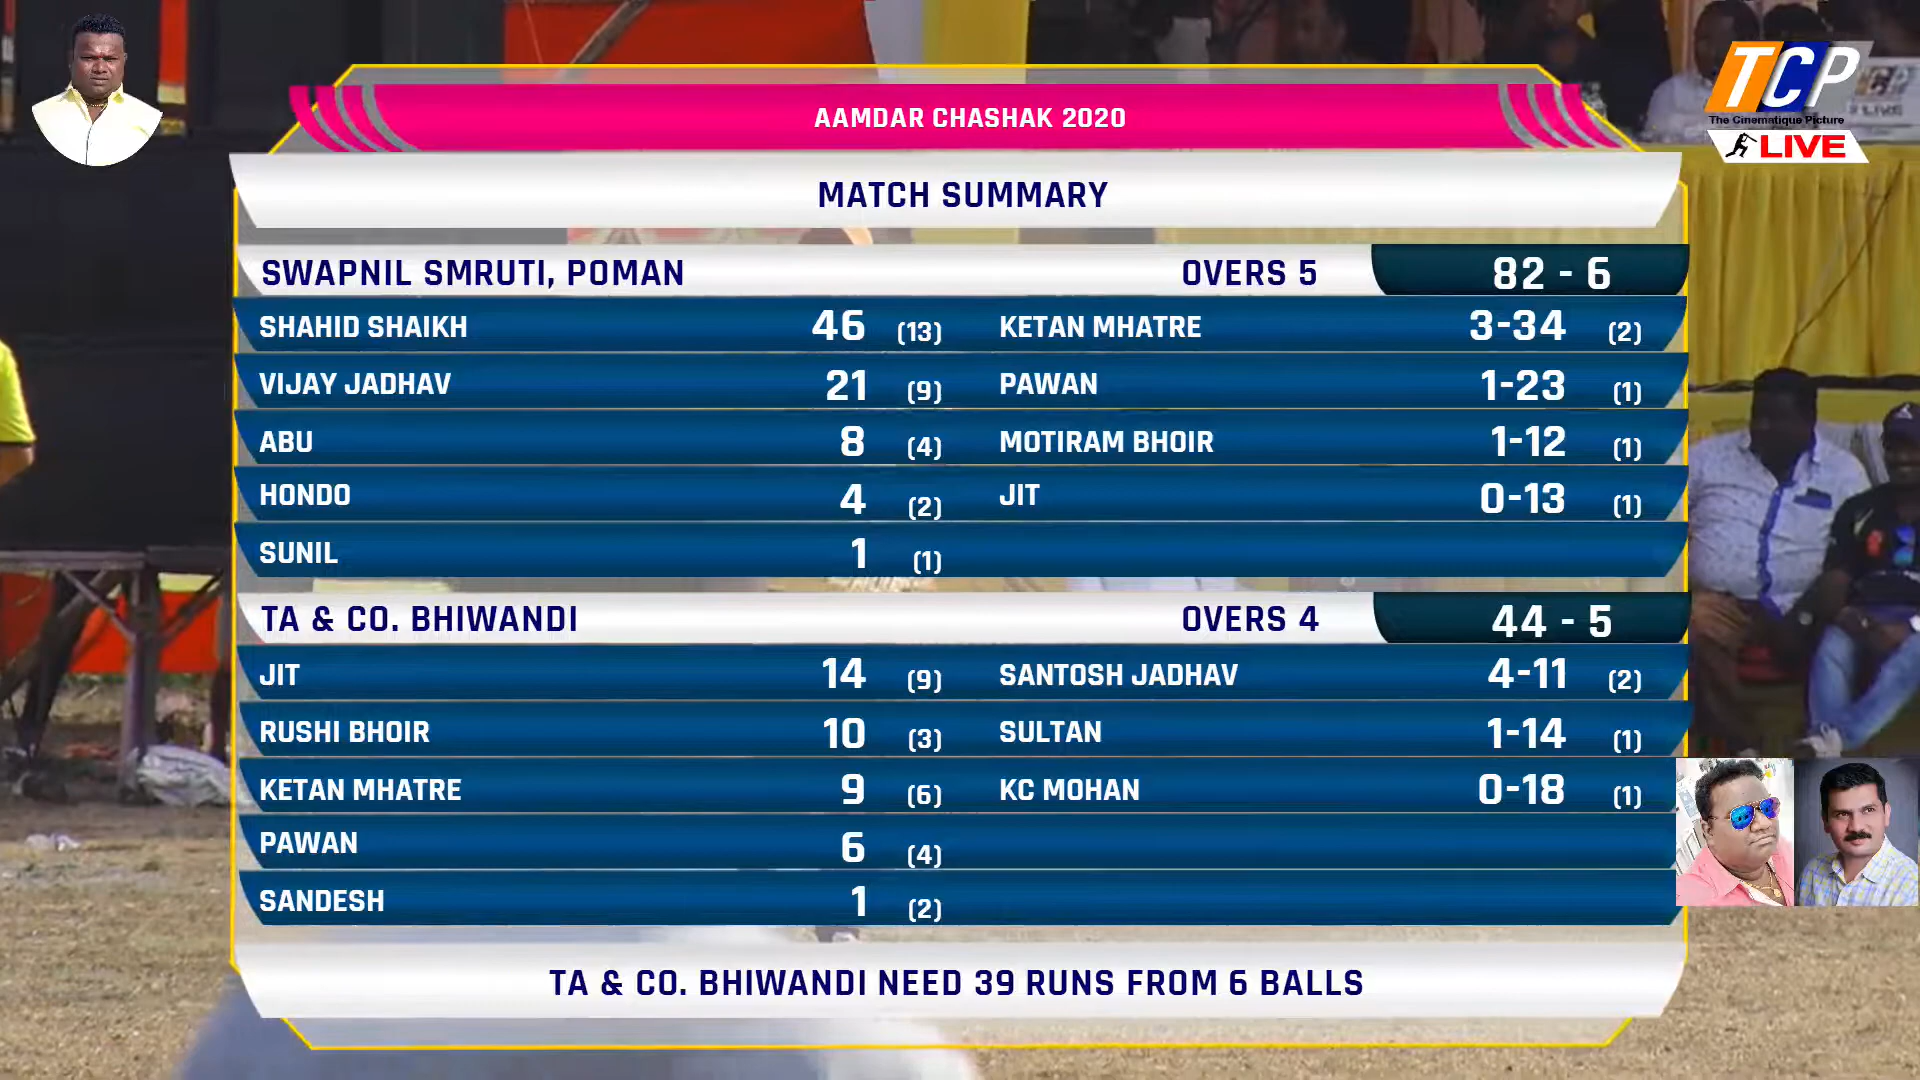 AAMDAR CHASHAK 2020
TCP
The Cinematique Picture
LIVE
MATCH SUMMARY
SWAPNIL SMRUTI, POMAN OVERS 5 82 - 6
SHAHID SHAIKH 46 (13) KETAN MHATRE 3-34 (2)
VIJAY JADHAV 21 (9) PAWAN 1-23 (1)
ABU 8 (4) MOTIRAM BHOIR 1-12 (1)
HONDO 4 (2) JIT 0-13 (1)
SUNIL 1 (1)
TA & CO. BHIWANDI OVERS 4 44 - 5
JIT 14 (9) SANTOSH JADHAV 4-11 (2)
RUSHI BHOIR 10 (3) SULTAN 1-14 (1)
KETAN MHATRE 9 (6) KC MOHAN 0-18 (1)
PAWAN 6 (4)
SANDESH 1 (2)
TA & CO. BHIWANDI NEED 39 RUNS FROM 6 BALLS